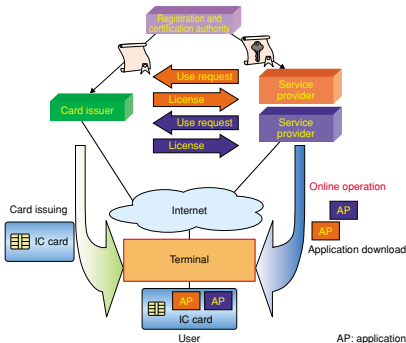 Registration and
certification authority
Use request
Service
provider
License
Card issuer
Use request
Service
provider
License
Online operation
Card issuing
Internet
AP
IC card
AP
Application download
Terminal
AP
AP
IC card
User
AP: application